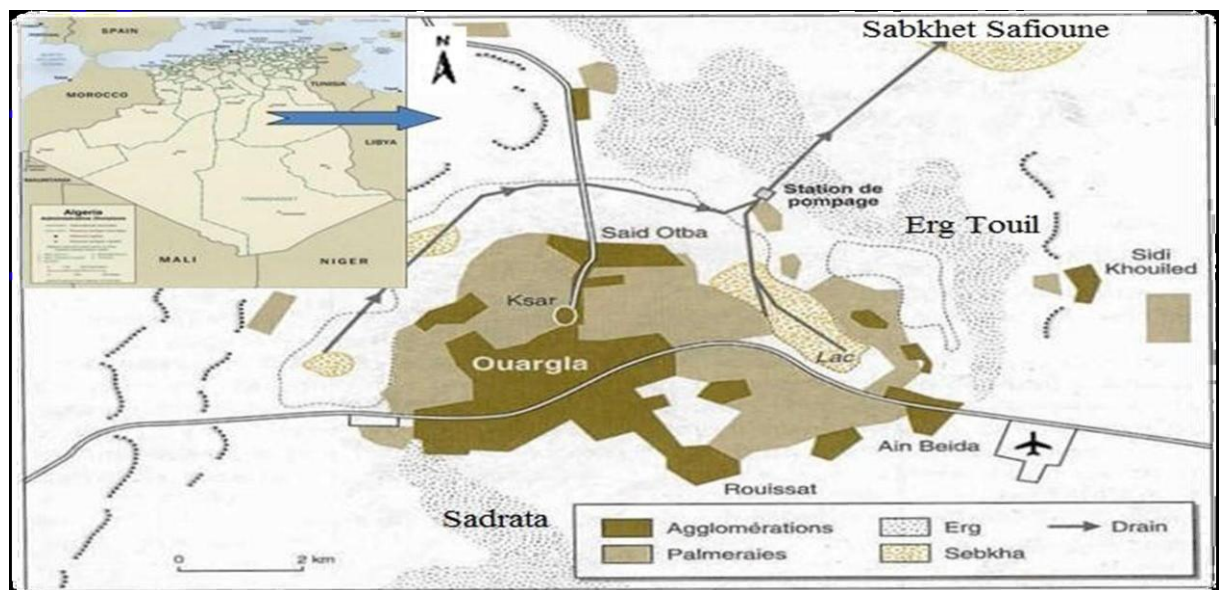 SPAIN
MOROCCO
TUNISIA
LIBYA
MAURITANIA
MALI
NIGER
Algeria
N
Sabkhet Safioune
Station de
pompage
Erg Touil
Sidi
Khouiled
Said Otba
Ksar
Ouargla
Lac
Ain Beida
Rouissat
Sadrata
0 2 km
Agglomérations
Palmeraies
Erg
Sebkha
Drain